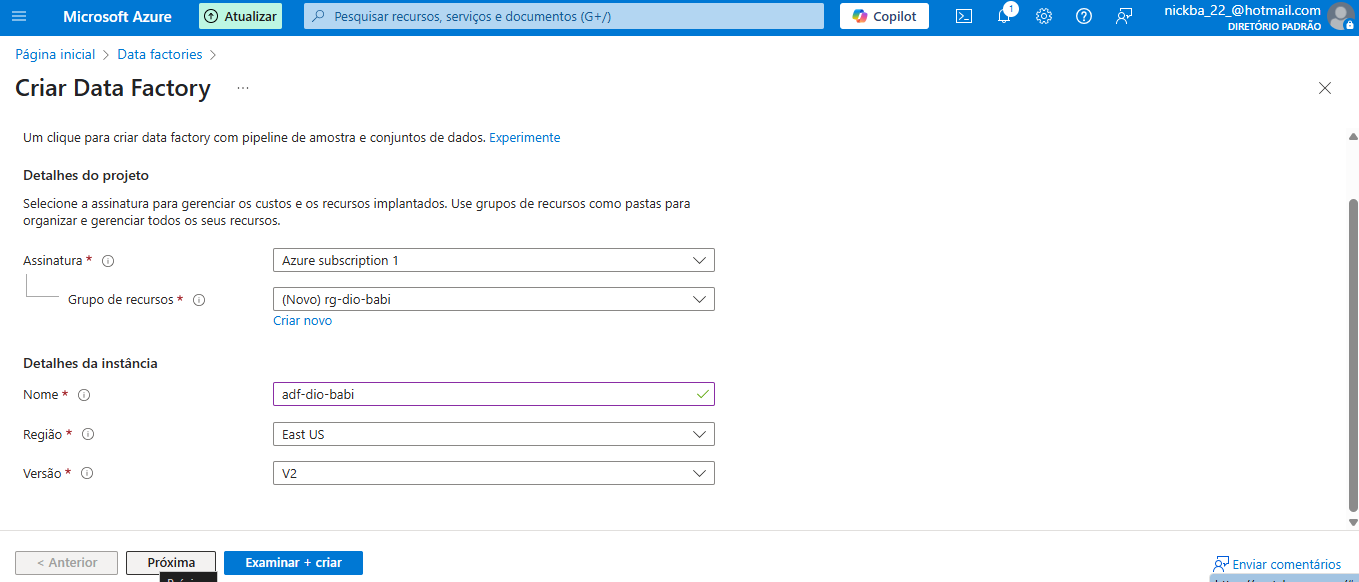 Microsoft Azure
Atualizar
Pesquisar recursos, serviços e documentos (G+/)
Copilot
1
nickba_22_@hotmail.com
DIRETÓRIO PADRÃO
Página inicial > Data factories >
Criar Data Factory ...
Um clique para criar data factory com pipeline de amostra e conjuntos de dados. Experimente
Detalhes do projeto
Selecione a assinatura para gerenciar os custos e os recursos implantados. Use grupos de recursos como pastas para
organizar e gerenciar todos os seus recursos.
Assinatura * Azure subscription 1
Grupo de recursos * (Novo) rg-dio-babi
Criar novo
Detalhes da instância
Nome * adf-dio-babi
Região * East US
Versão * V2
< Anterior
Próxima
Examinar + criar
Enviar comentários